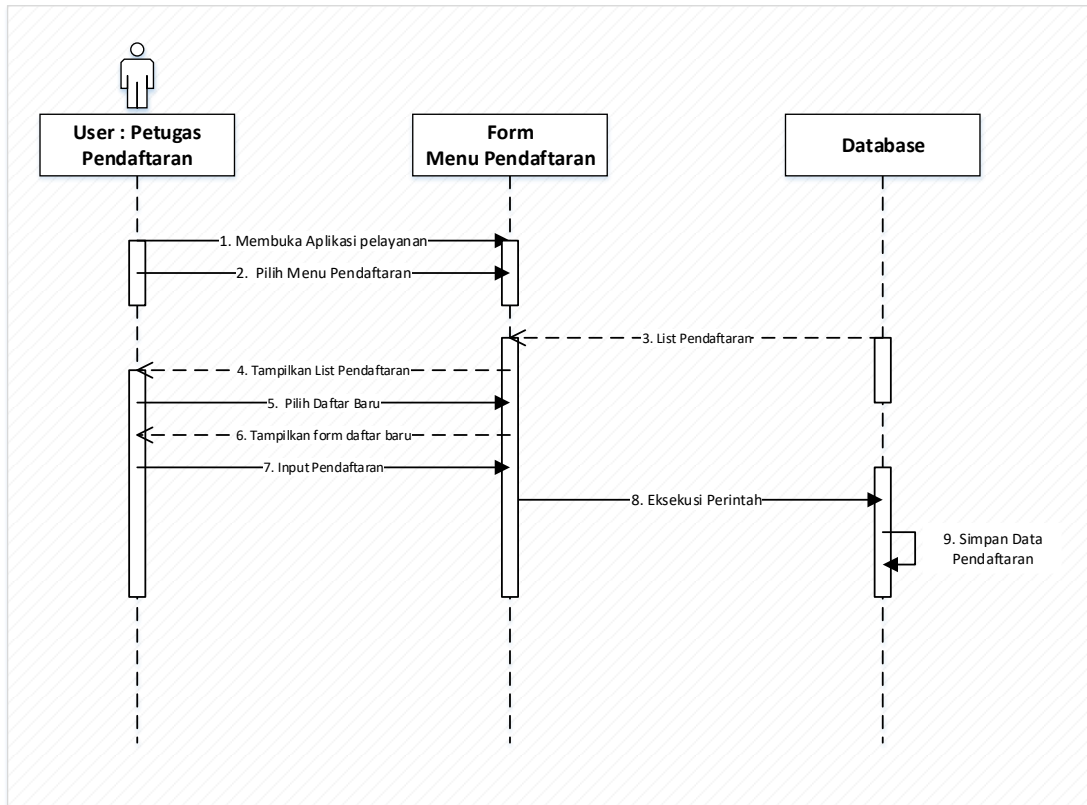 User : Petugas
Pendaftaran
Form
Menu Pendaftaran
Database
1. Membuka Aplikasi pelayanan
2. Pilih Menu Pendaftaran
3. List Pendaftaran
4. Tampilkan List Pendaftaran
5. Pilih Daftar Baru
6. Tampilkan form daftar baru
7. Input Pendaftaran
8. Eksekusi Perintah
9. Simpan Data
Pendaftaran